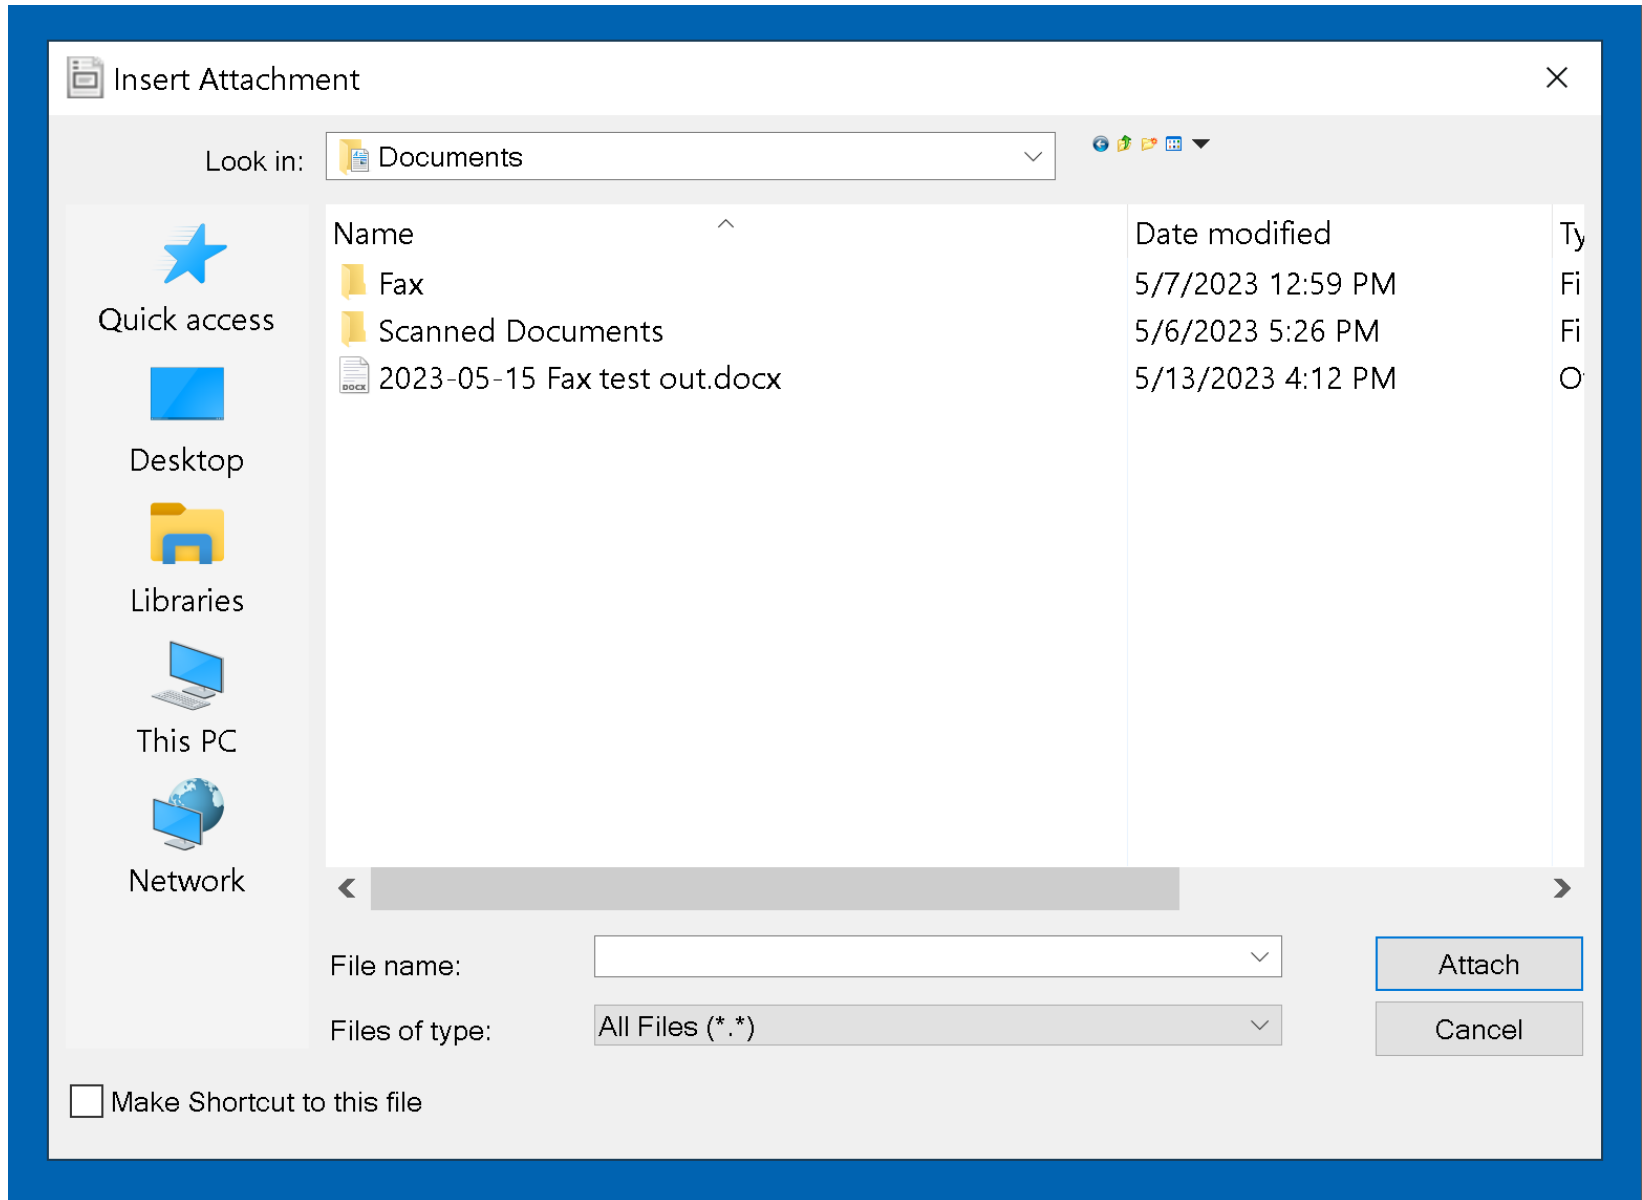 Insert Attachment
Look in: Documents
Quick access
Desktop
Libraries
This PC
Network
Name Date modified Ty
Fax 5/7/2023 12:59 PM Fi
Scanned Documents 5/6/2023 5:26 PM Fi
DOCX 2023-05-15 Fax test out.docx 5/13/2023 4:12 PM O
File name: Attach
Files of type: All Files (*.*) Cancel
Make Shortcut to this file